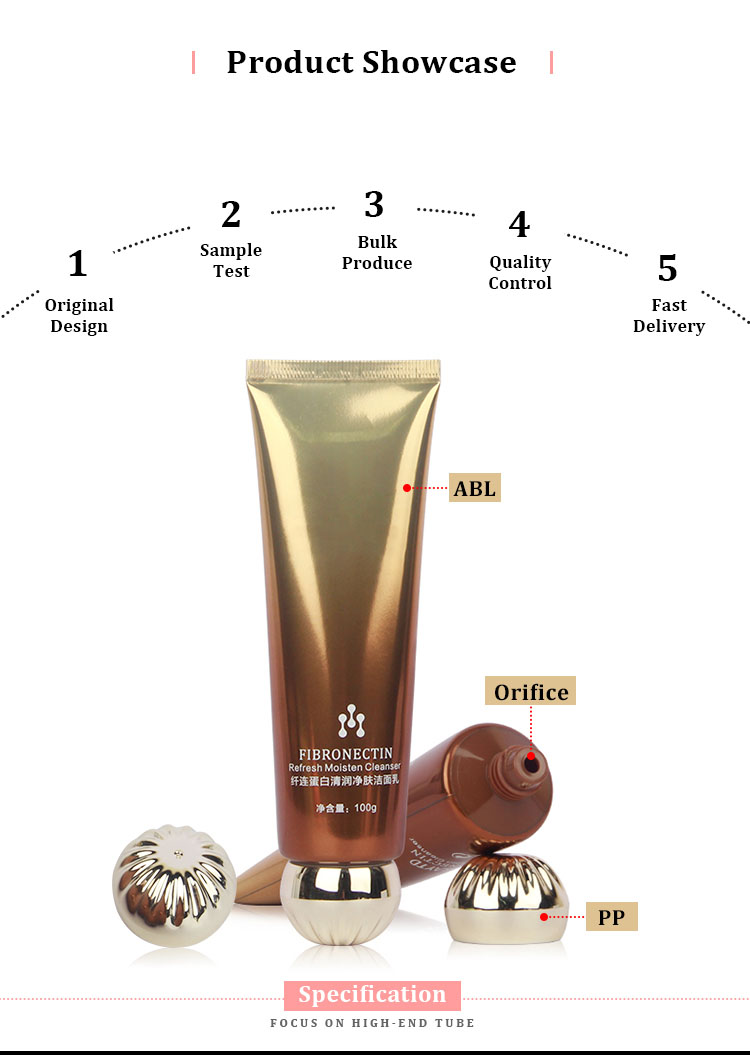 Product Showcase
1
Original
Design
2
Sample
Test
3
Bulk
Produce
4
Quality
Control
5
Fast
Delivery
ABL
Orifice
FIBRONECTIN
Refresh Moisten Cleanser
纤连蛋白清润净肤洁面乳
净含量：100g
PP
Specification
FOCUS ON HIGH-END TUBE